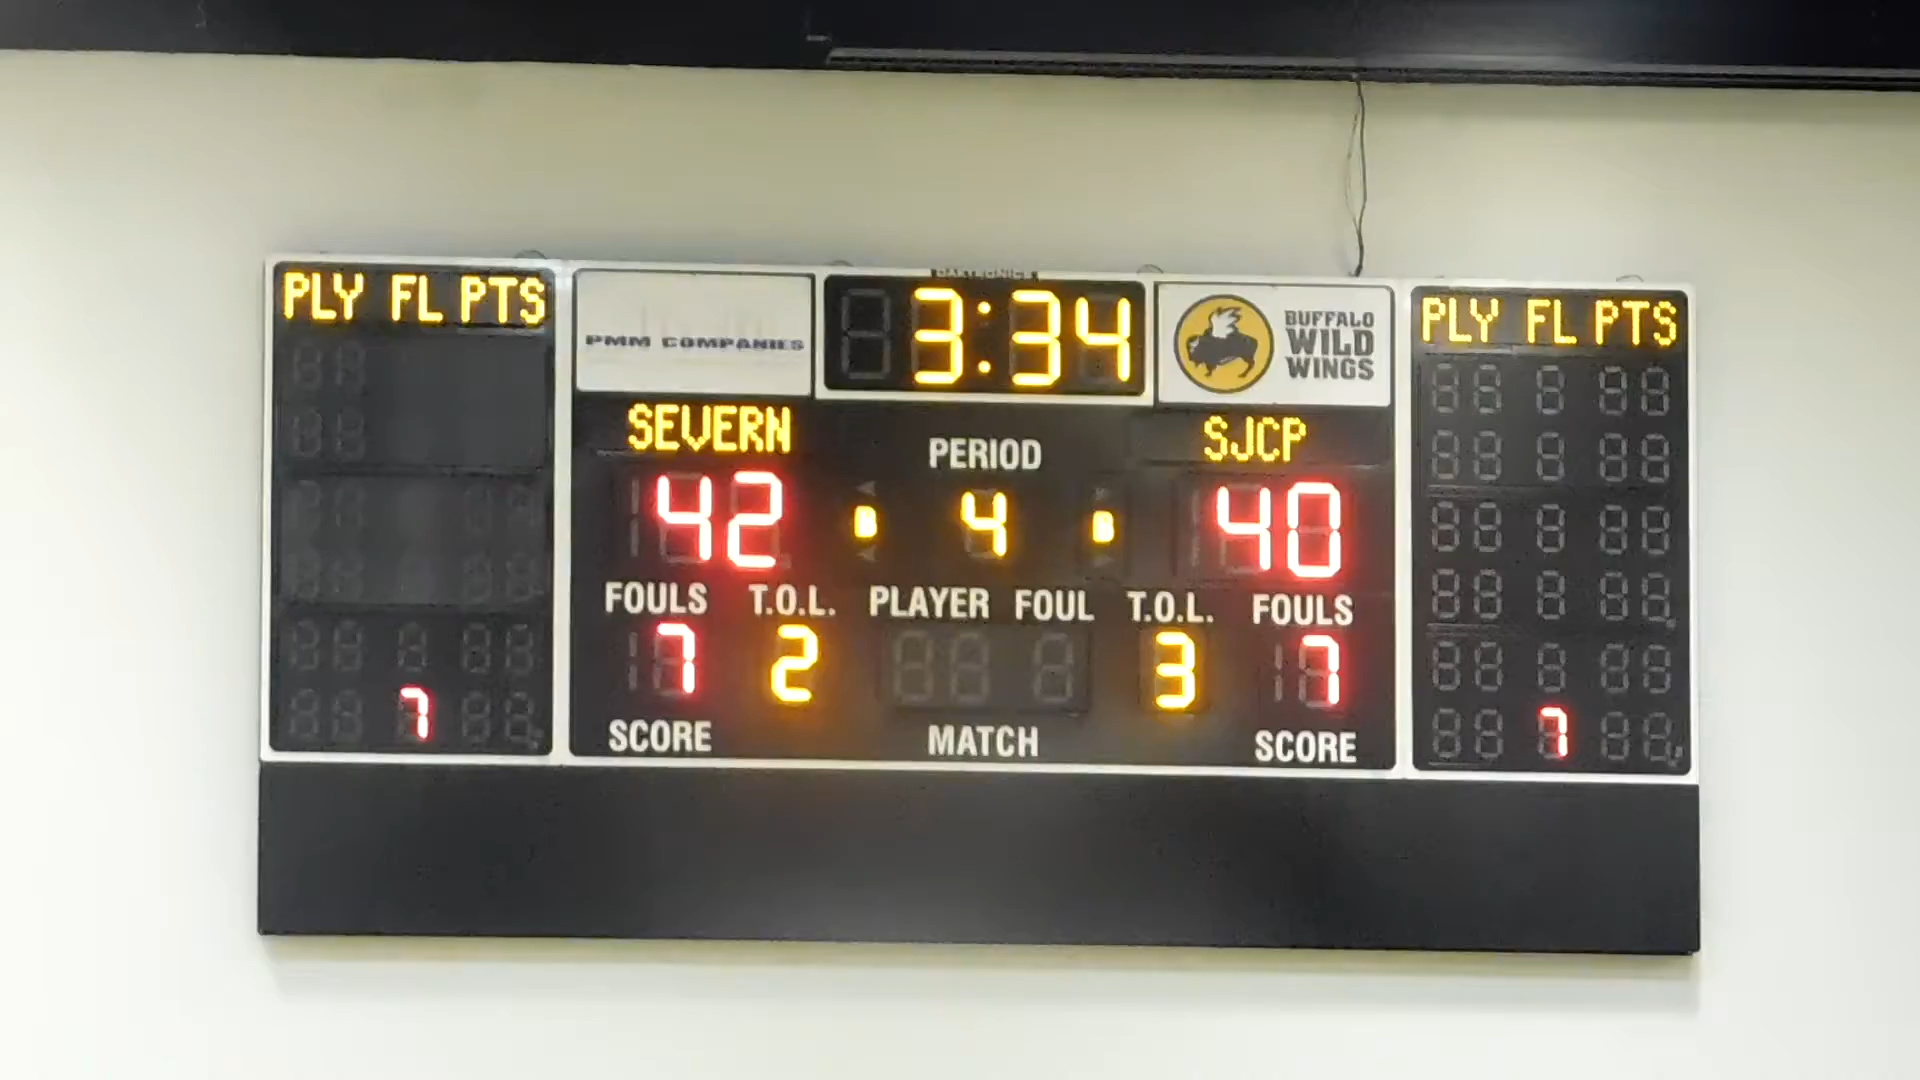 DAKTRONICS
PLY FL PTS
PMM COMPANIES
3:34
BUFFALO
WILD
WINGS
PLY FL PTS
SEVERN
PERIOD
SJCP
42
4
40
FOULS T.O.L. PLAYER FOUL T.O.L. FOULS
7 2 3 7
7
7
SCORE MATCH SCORE